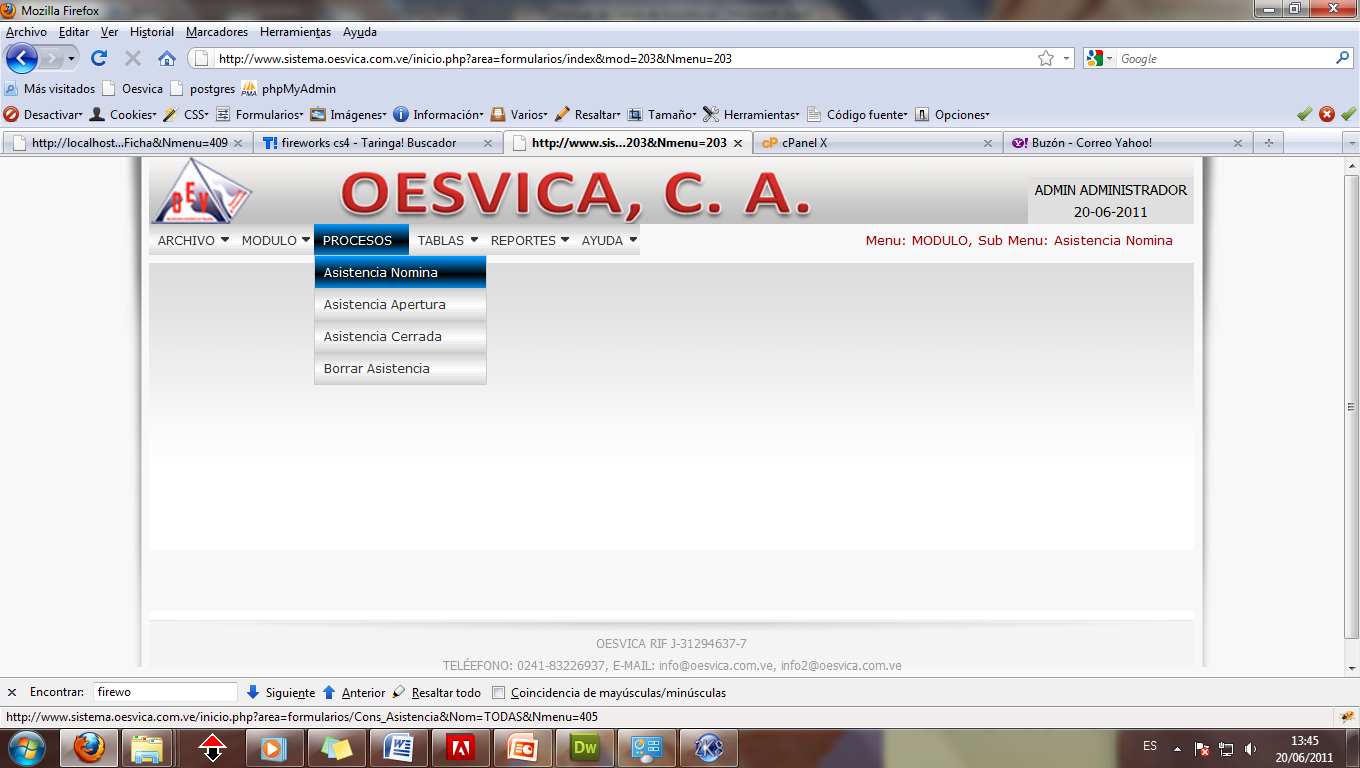 Mozilla Firefox
Archivo Editar Ver Historial Marcadores Herramientas Ayuda
http://www.sistema.oesvica.com.ve/inicio.php?area=formularios/index&mod=203&Nmenu=203
Google
Más visitados Oesvica postgres PMA phpMyAdmin
Desactivar Cookies CSS Formularios Imágenes Información Varios Resaltar Tamaño Herramientas Código fuente Opciones
http://localhost...Ficha&Nmenu=409 T! fireworks cs4 - Taringa! Buscador http://www.sis...203&Nmenu=203 cP cPanel X Y! Buzón - Correo Yahoo!
OEV OESVICA, C. A.
ADMIN ADMINISTRADOR
20-06-2011
ARCHIVO MODULO PROCESOS TABLAS REPORTES AYUDA
Menu: MODULO, Sub Menu: Asistencia Nomina
Asistencia Nomina
Asistencia Apertura
Asistencia Cerrada
Borrar Asistencia
OESVICA RIF J-31294637-7
TELÉEFONO: 0241-83226937, E-MAIL: info@oesvica.com.ve, info2@oesvica.com.ve
Encontrar: firewo Siguiente Anterior Resaltar todo Coincidencia de mayúsculas/minúsculas
http://www.sistema.oesvica.com.ve/inicio.php?area=formularios/Cons_Asistencia&Nom=TODAS&Nmenu=405
Dw ZK8 ES 13:45
20/06/2011